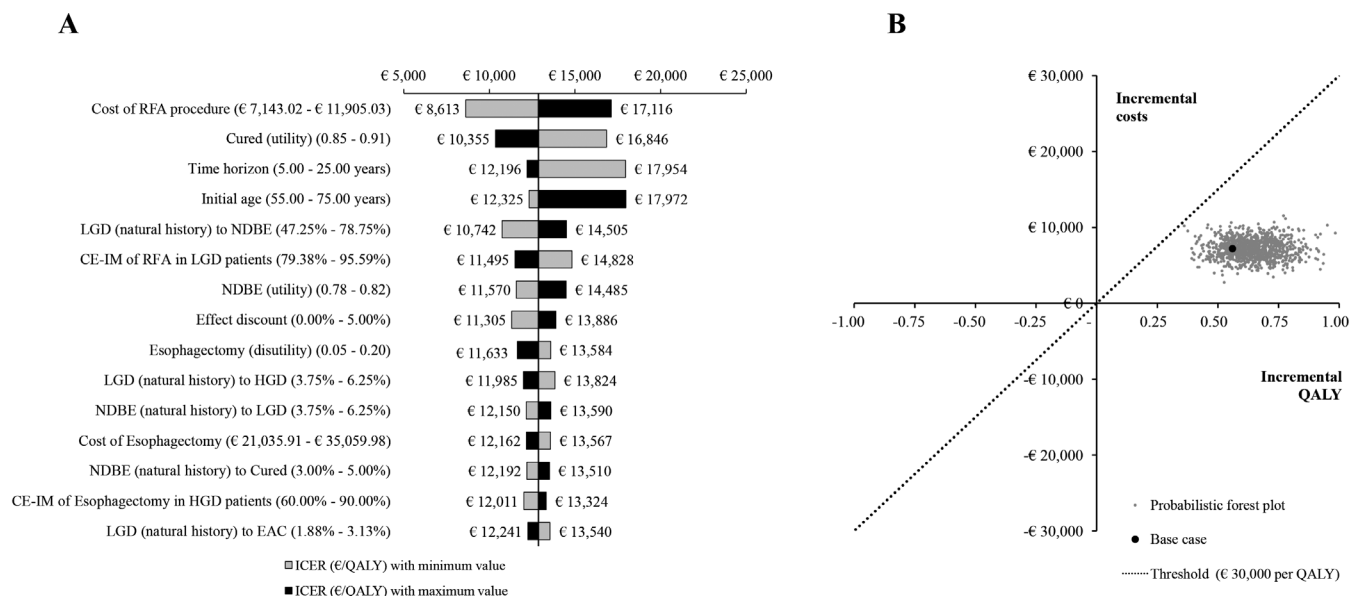 A
€ 5,000 € 10,000 € 15,000 € 20,000 € 25,000
Cost of RFA procedure (€ 7,143.02 - € 11,905.03) € 8,613 € 17,116
Cured (utility) (0.85 - 0.91) € 10,355 € 16,846
Time horizon (5.00 - 25.00 years) € 12,196 € 17,954
Initial age (55.00 - 75.00 years) € 12,325 € 17,972
LGD (natural history) to NDBE (47.25% - 78.75%) € 10,742 € 14,505
CE-IM of RFA in LGD patients (79.38% - 95.59%) € 11,495 € 14,828
NDBE (utility) (0.78 - 0.82) € 11,570 € 14,485
Effect discount (0.00% - 5.00%) € 11,305 € 13,886
Esophagectomy (disutility) (0.05 - 0.20) € 11,633 € 13,584
LGD (natural history) to HGD (3.75% - 6.25%) € 11,985 € 13,824
NDBE (natural history) to LGD (3.75% - 6.25%) € 12,150 € 13,590
Cost of Esophagectomy (€ 21,035.91 - € 35,059.98) € 12,162 € 13,567
NDBE (natural history) to Cured (3.00% - 5.00%) € 12,192 € 13,510
CE-IM of Esophagectomy in HGD patients (60.00% - 90.00%) € 12,011 € 13,324
LGD (natural history) to EAC (1.88% - 3.13%) € 12,241 € 13,540
ICER (€/QALY) with minimum value
ICER (€/QALY) with maximum value
B
€ 30,000
Incremental
costs
€ 20,000
€ 10,000
€ 0
-1.00 -0.75 -0.50 -0.25 - 0.25 0.50 0.75 1.00
-€ 10,000
Incremental
QALY
-€ 20,000
-€ 30,000
Probabilistic forest plot
Base case
Threshold (€ 30,000 per QALY)